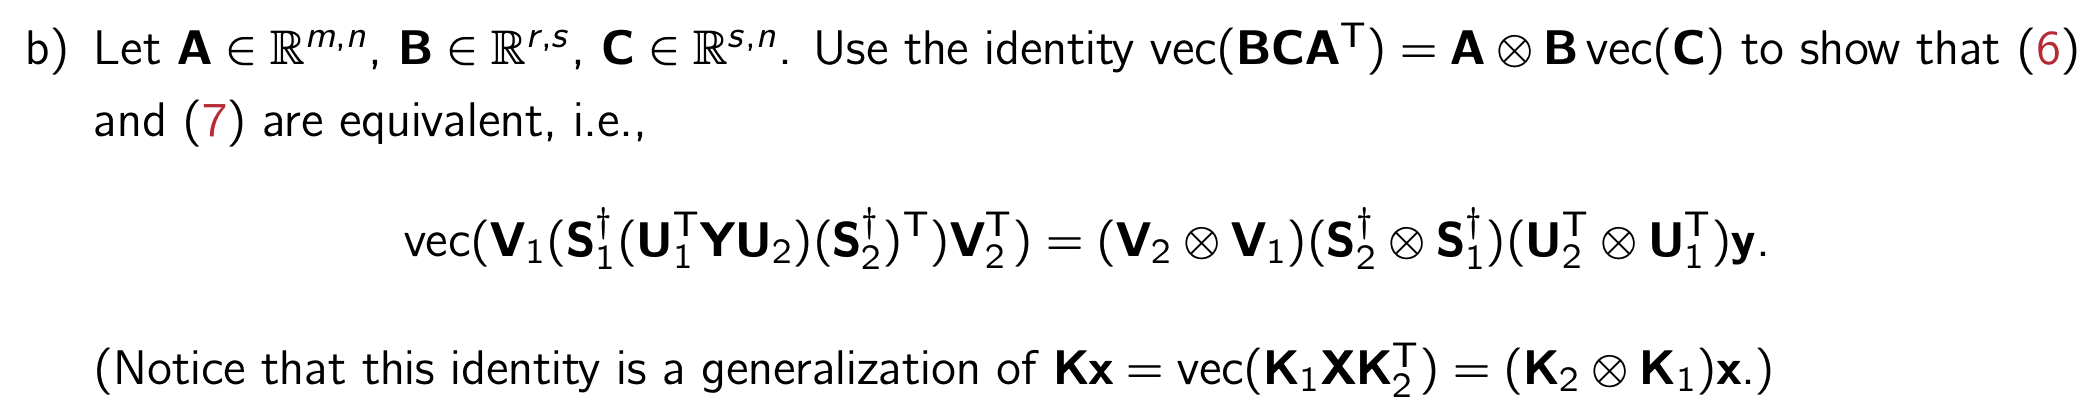 b) Let A ∈ ℝ^{m,n}, B ∈ ℝ^{r,s}, C ∈ ℝ^{s,n}. Use the identity vec(BCA^T) = A ⊗ B vec(C) to show that (6)
and (7) are equivalent, i.e.,
vec(V_1(S_1^†(U_1^T Y U_2)(S_2^†)^T)V_2^T) = (V_2 ⊗ V_1)(S_2^† ⊗ S_1^†)(U_2^T ⊗ U_1^T)y.
(Notice that this identity is a generalization of Kx = vec(K_1 X K_2^T) = (K_2 ⊗ K_1)x.)